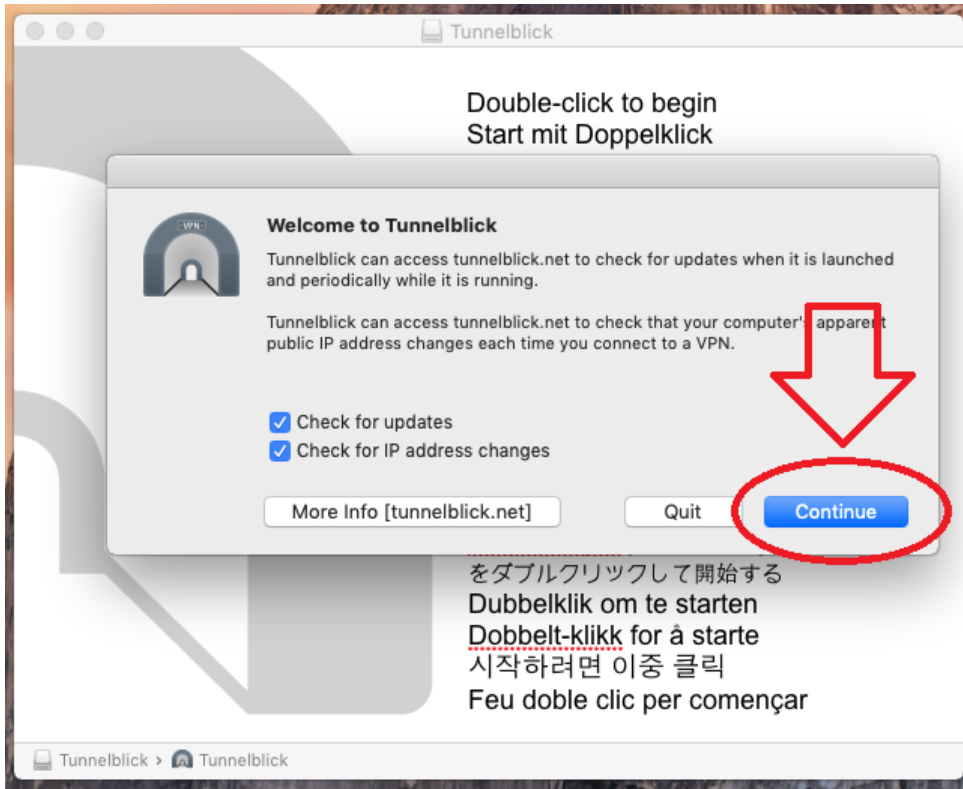 Tunnelblick
Double-click to begin
Start mit Doppelklick
VPN
Welcome to Tunnelblick
Tunnelblick can access tunnelblick.net to check for updates when it is launched
and periodically while it is running.
Tunnelblick can access tunnelblick.net to check that your computer's apparent
public IP address changes each time you connect to a VPN.
Check for updates
Check for IP address changes
More Info [tunnelblick.net]
Quit
Continue
をダブルクリックして開始する
Dubbelklik om te starten
Dobbelt-klikk for å starte
시작하려면 이중 클릭
Feu doble clic per començar
Tunnelblick › Tunnelblick